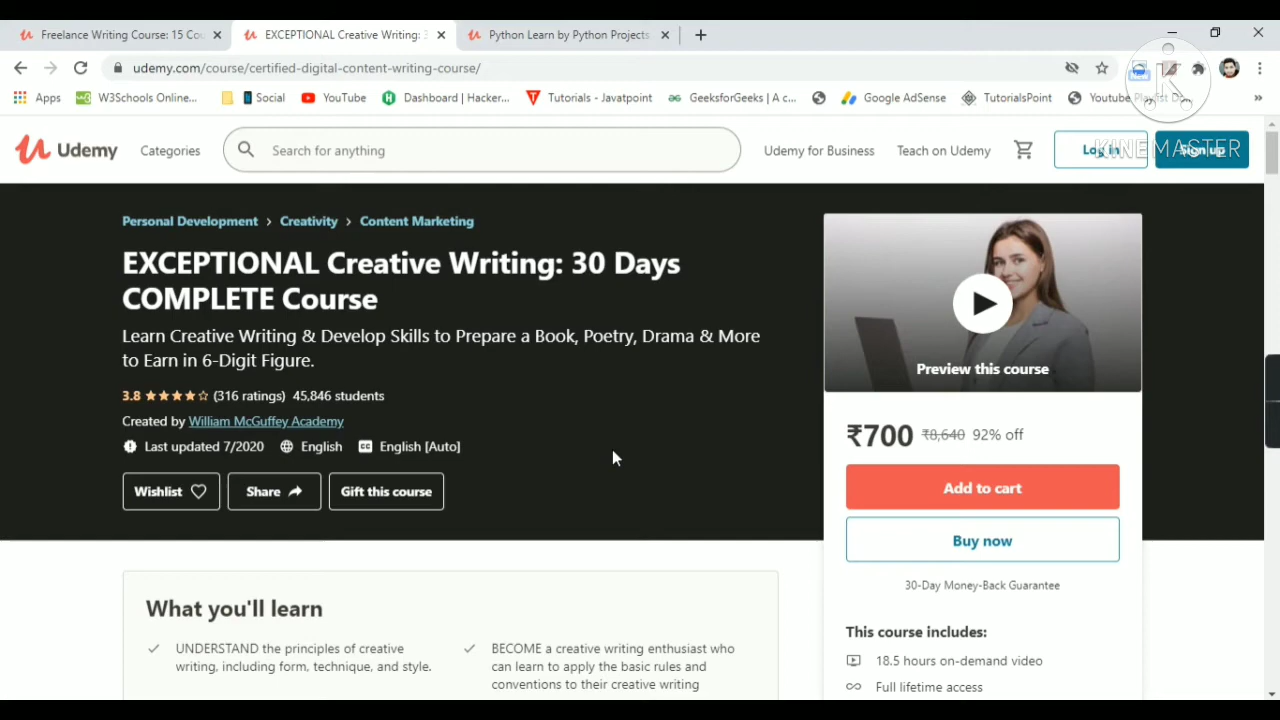 Freelance Writing Course: 15 Cou
EXCEPTIONAL Creative Writing: 3
Python Learn by Python Projects
udemy.com/course/certified-digital-content-writing-course/
Apps
W3Schools Online...
Social
YouTube
Dashboard | Hacker...
Tutorials - Javatpoint
GeeksforGeeks | A c...
Google AdSense
TutorialsPoint
Youtube Playlist D
KINEMASTER
Udemy
Categories
Search for anything
Udemy for Business
Teach on Udemy
Log in
Sign up
Personal Development > Creativity > Content Marketing
EXCEPTIONAL Creative Writing: 30 Days
COMPLETE Course
Learn Creative Writing & Develop Skills to Prepare a Book, Poetry, Drama & More
to Earn in 6-Digit Figure.
3.8 (316 ratings) 45,846 students
Created by William McGuffey Academy
Last updated 7/2020 English CC English [Auto]
Wishlist
Share
Gift this course
Preview this course
₹700 ₹8,640 92% off
Add to cart
Buy now
30-Day Money-Back Guarantee
This course includes:
18.5 hours on-demand video
Full lifetime access
What you'll learn
UNDERSTAND the principles of creative
writing, including form, technique, and style.
BECOME a creative writing enthusiast who
can learn to apply the basic rules and
conventions to their creative writing